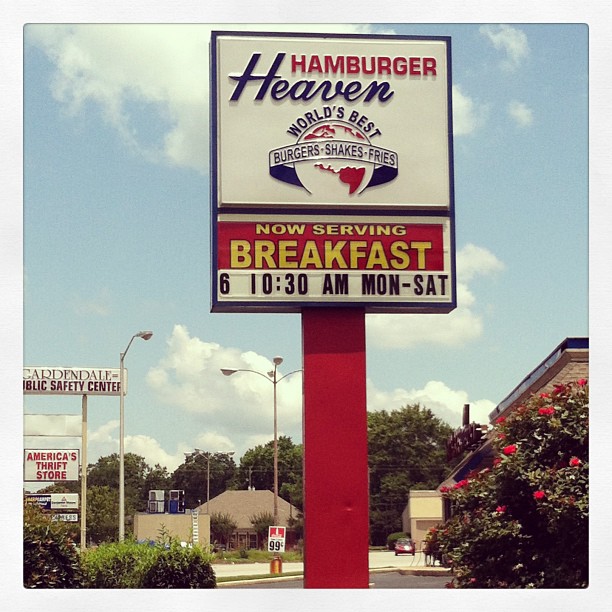 HAMBURGER
Heaven
WORLD'S BEST
BURGERS-SHAKES-FRIES
NOW SERVING
BREAKFAST
6 10:30 AM MON-SAT
GARDENDALE
UBLIC SAFETY CENTER
AMERICA'S
THRIFT
STORE
99¢